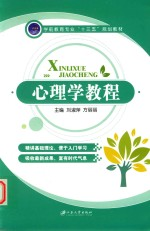 学前教育专业“十三五”规划教材
XINLIXUE
JIAOCHENG
心理学教程
主编 刘淑萍 方丽丽
精讲基础理论，便于入门学习
吸收最新成果，富有时代气息
江苏大学出版社